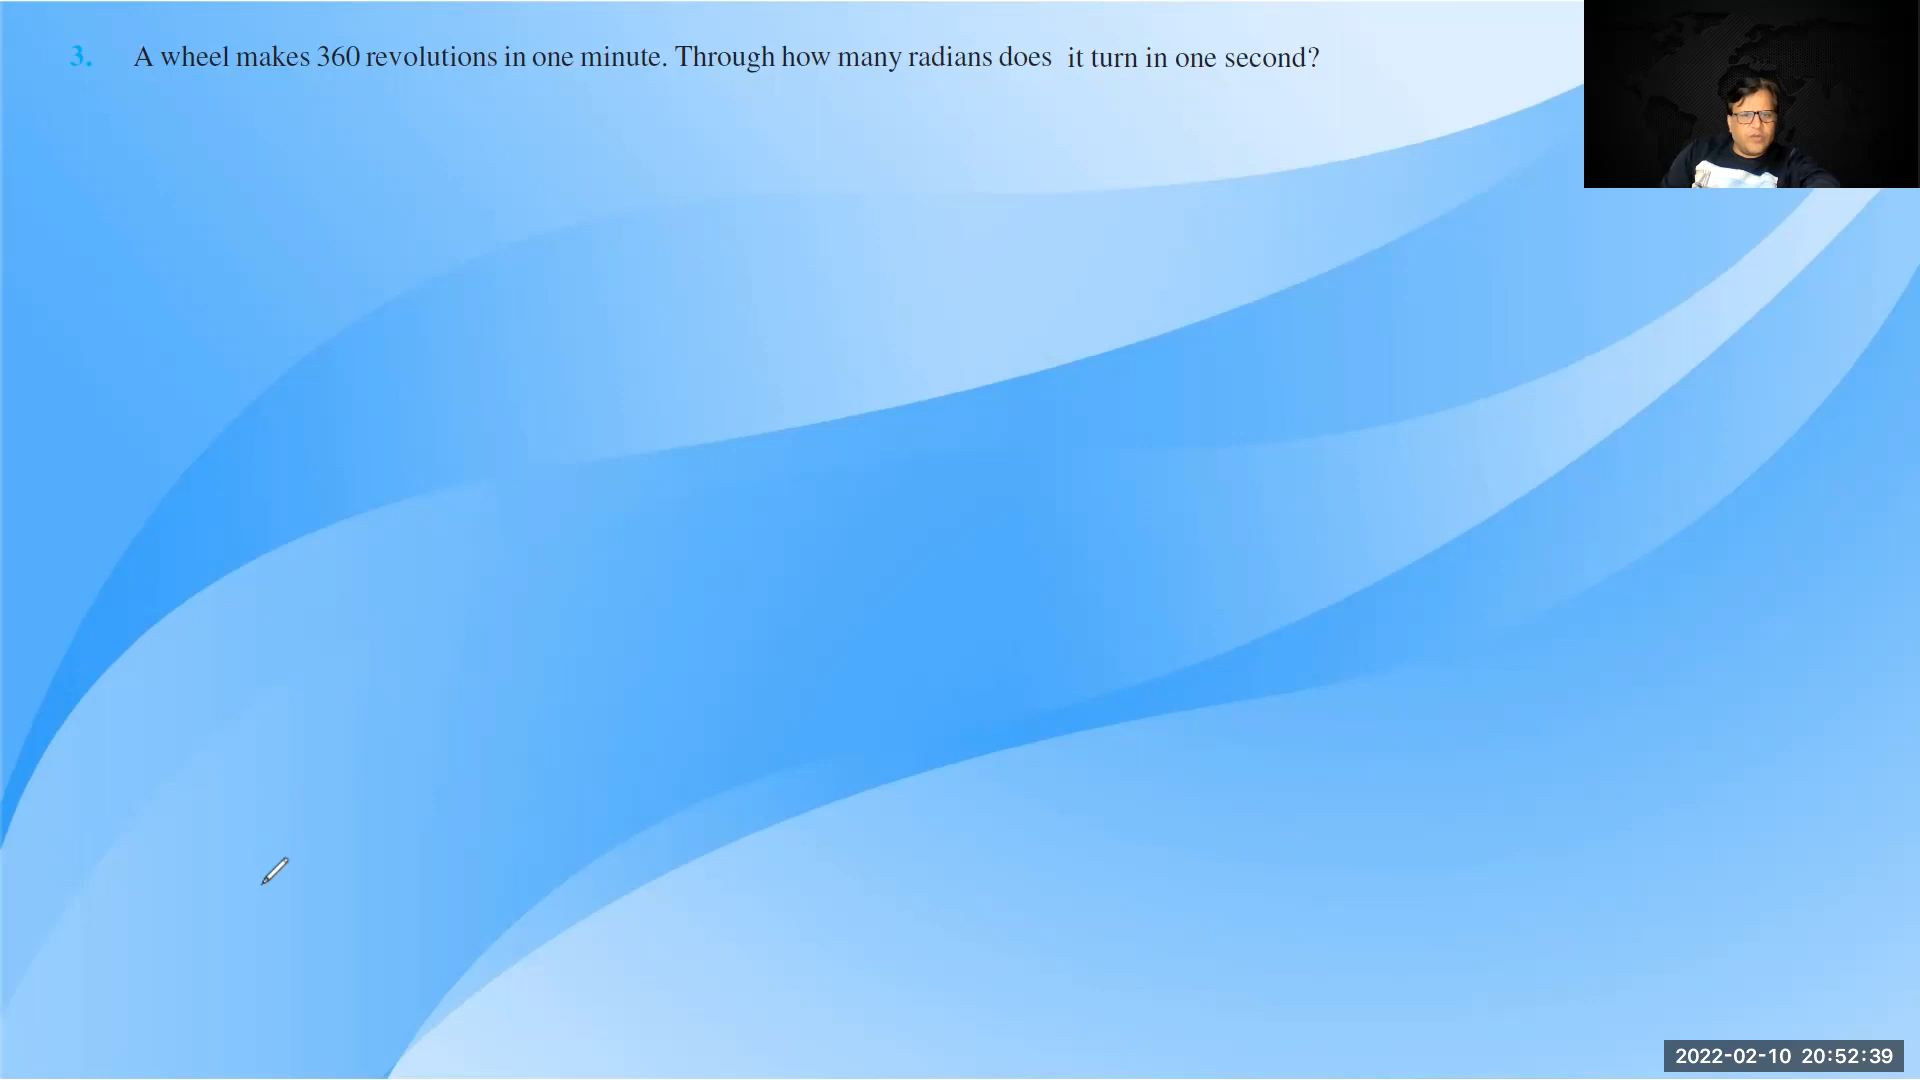 3. A wheel makes 360 revolutions in one minute. Through how many radians does it turn in one second?
2022-02-10 20:52:39